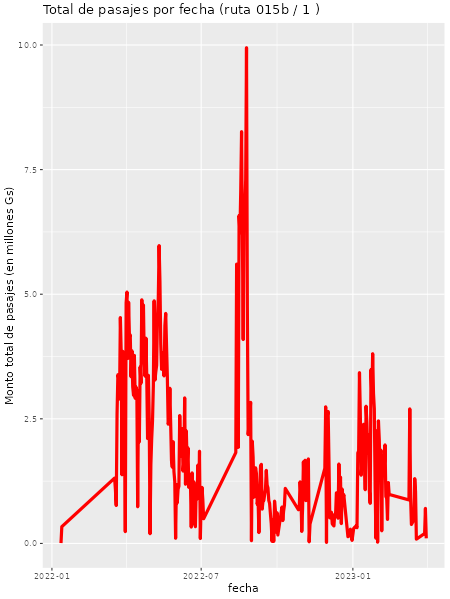 Total de pasajes por fecha (ruta 015b / 1 )
Monto total de pasajes (en millones Gs)
10.0
7.5
5.0
2.5
0.0
2022-01
2022-07
2023-01
fecha